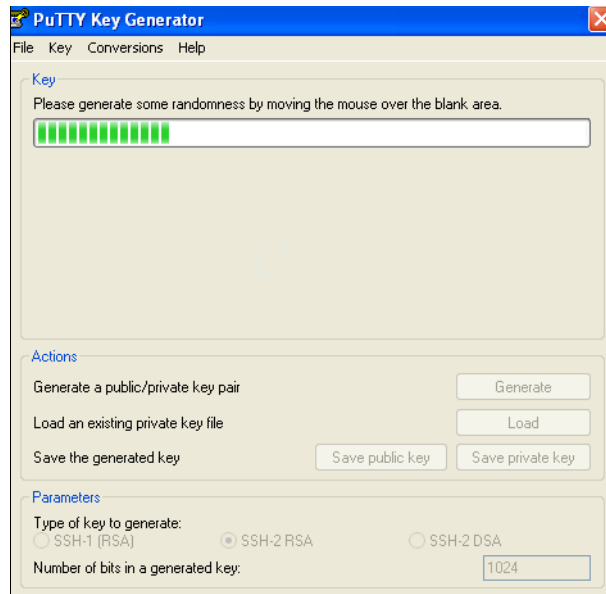 PuTTY Key Generator
File Key Conversions Help
Key
Please generate some randomness by moving the mouse over the blank area.
Actions
Generate a public/private key pair Generate
Load an existing private key file Load
Save the generated key Save public key Save private key
Parameters
Type of key to generate:
SSH-1 (RSA) SSH-2 RSA SSH-2 DSA
Number of bits in a generated key: 1024